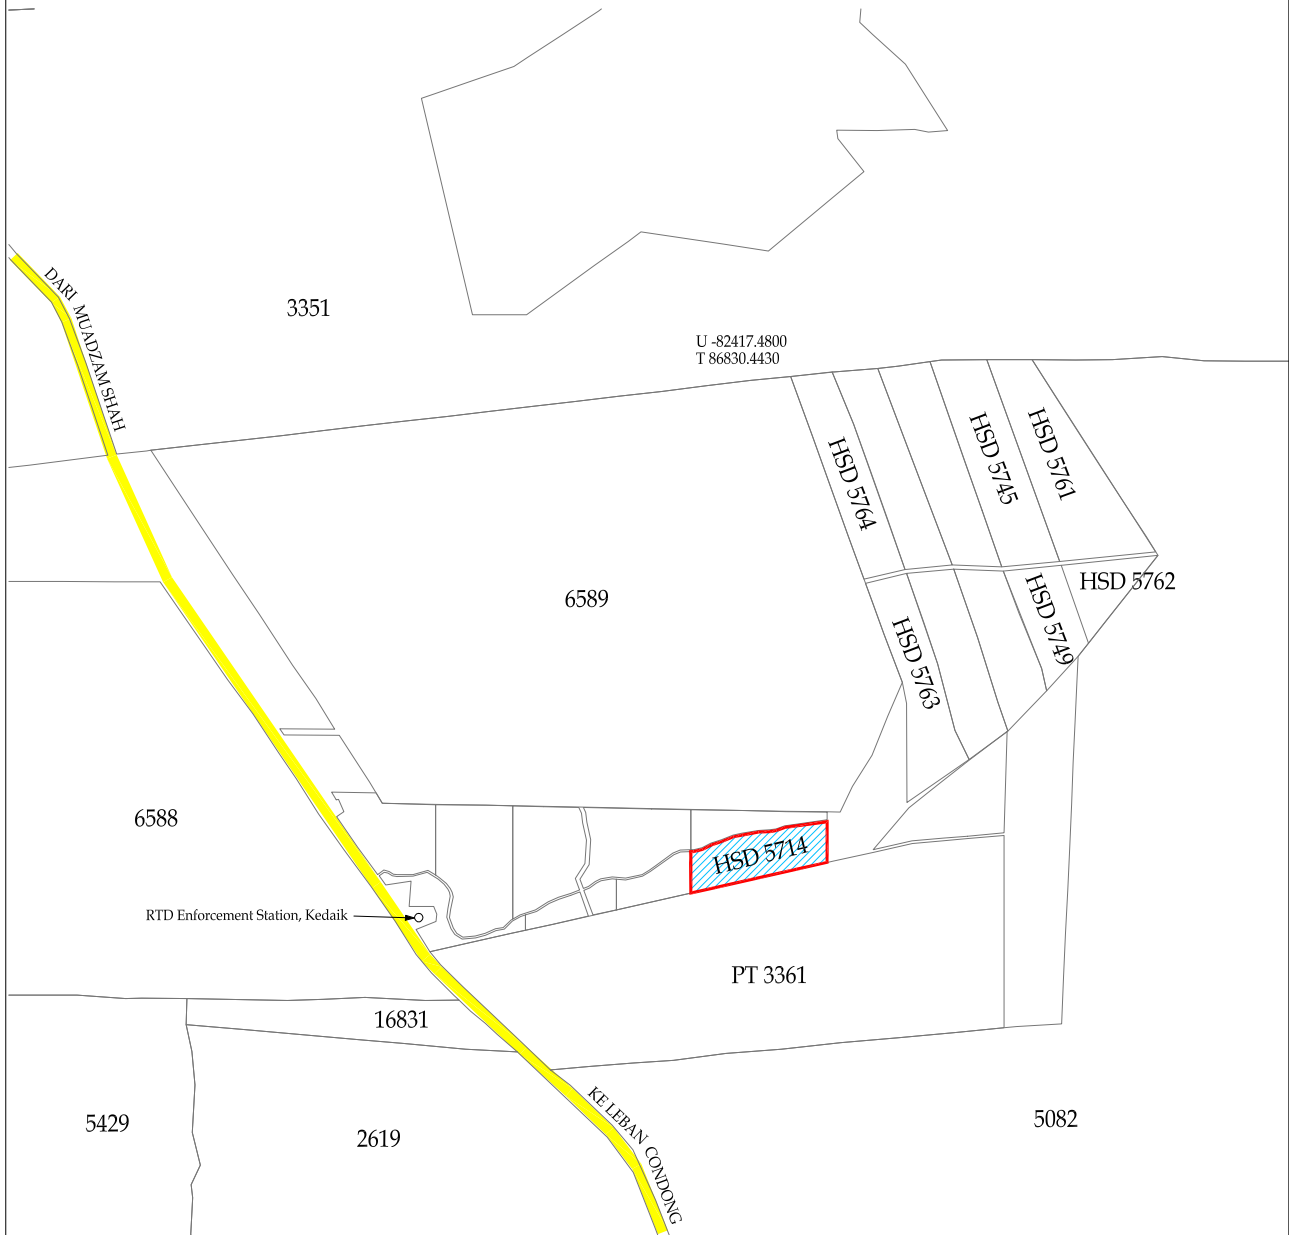 DARI MUADZAM SHAH
3351
U -82417.4800
T 86830.4430
HSD 5764
HSD 5745
HSD 5761
HSD 5762
6589
HSD 5749
HSD 5763
6588
HSD 5714
RTD Enforcement Station, Kedaik
PT 3361
16831
KE LEBAN CONDONG
5429
2619
5082